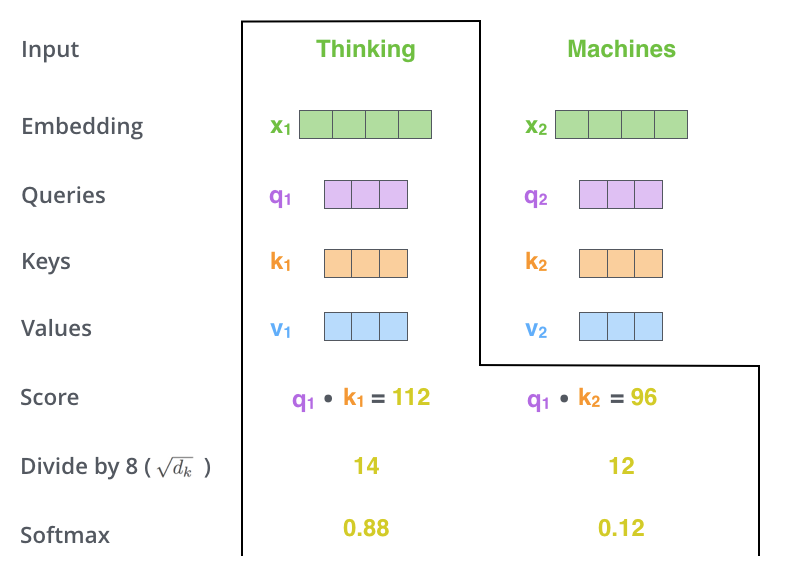 Input Thinking Machines
Embedding x₁ x₂
Queries q₁ q₂
Keys k₁ k₂
Values v₁ v₂
Score q₁ • k₁ = 112 q₁ • k₂ = 96
Divide by 8 ( √dₖ ) 14 12
Softmax 0.88 0.12